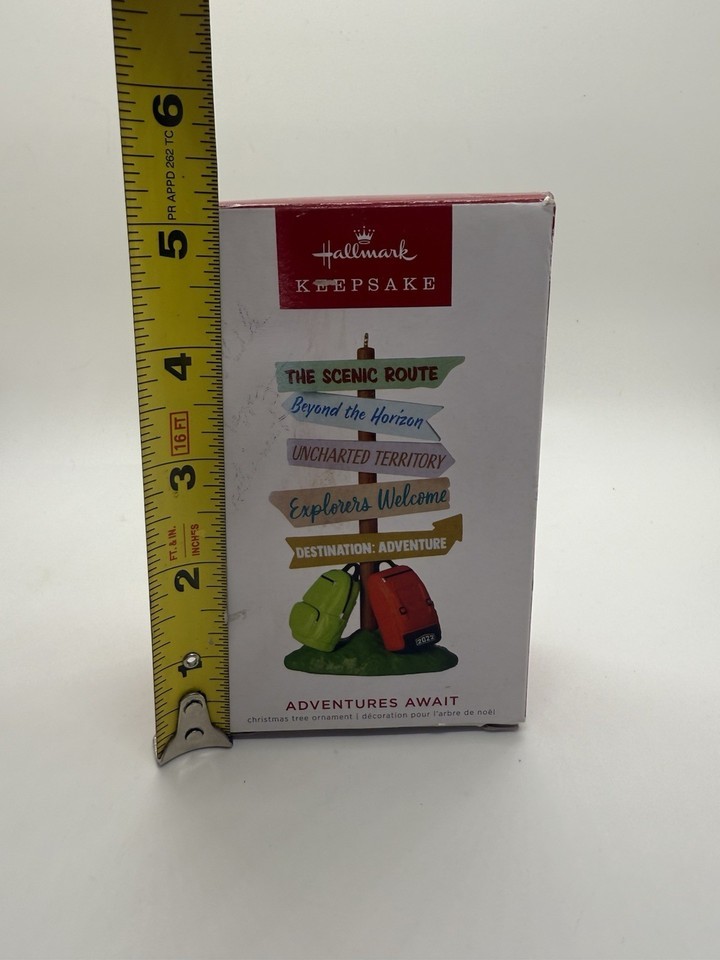 6
PR APPD 262 TC
5
4
16 FT
3
FT. & IN.
INCHES
2
1
Hallmark
KEEPSAKE
THE SCENIC ROUTE
Beyond the Horizon
UNCHARTED TERRITORY
Explorers Welcome
DESTINATION: ADVENTURE
ADVENTURES AWAIT
christmas tree ornament | décoration pour l'arbre de noël